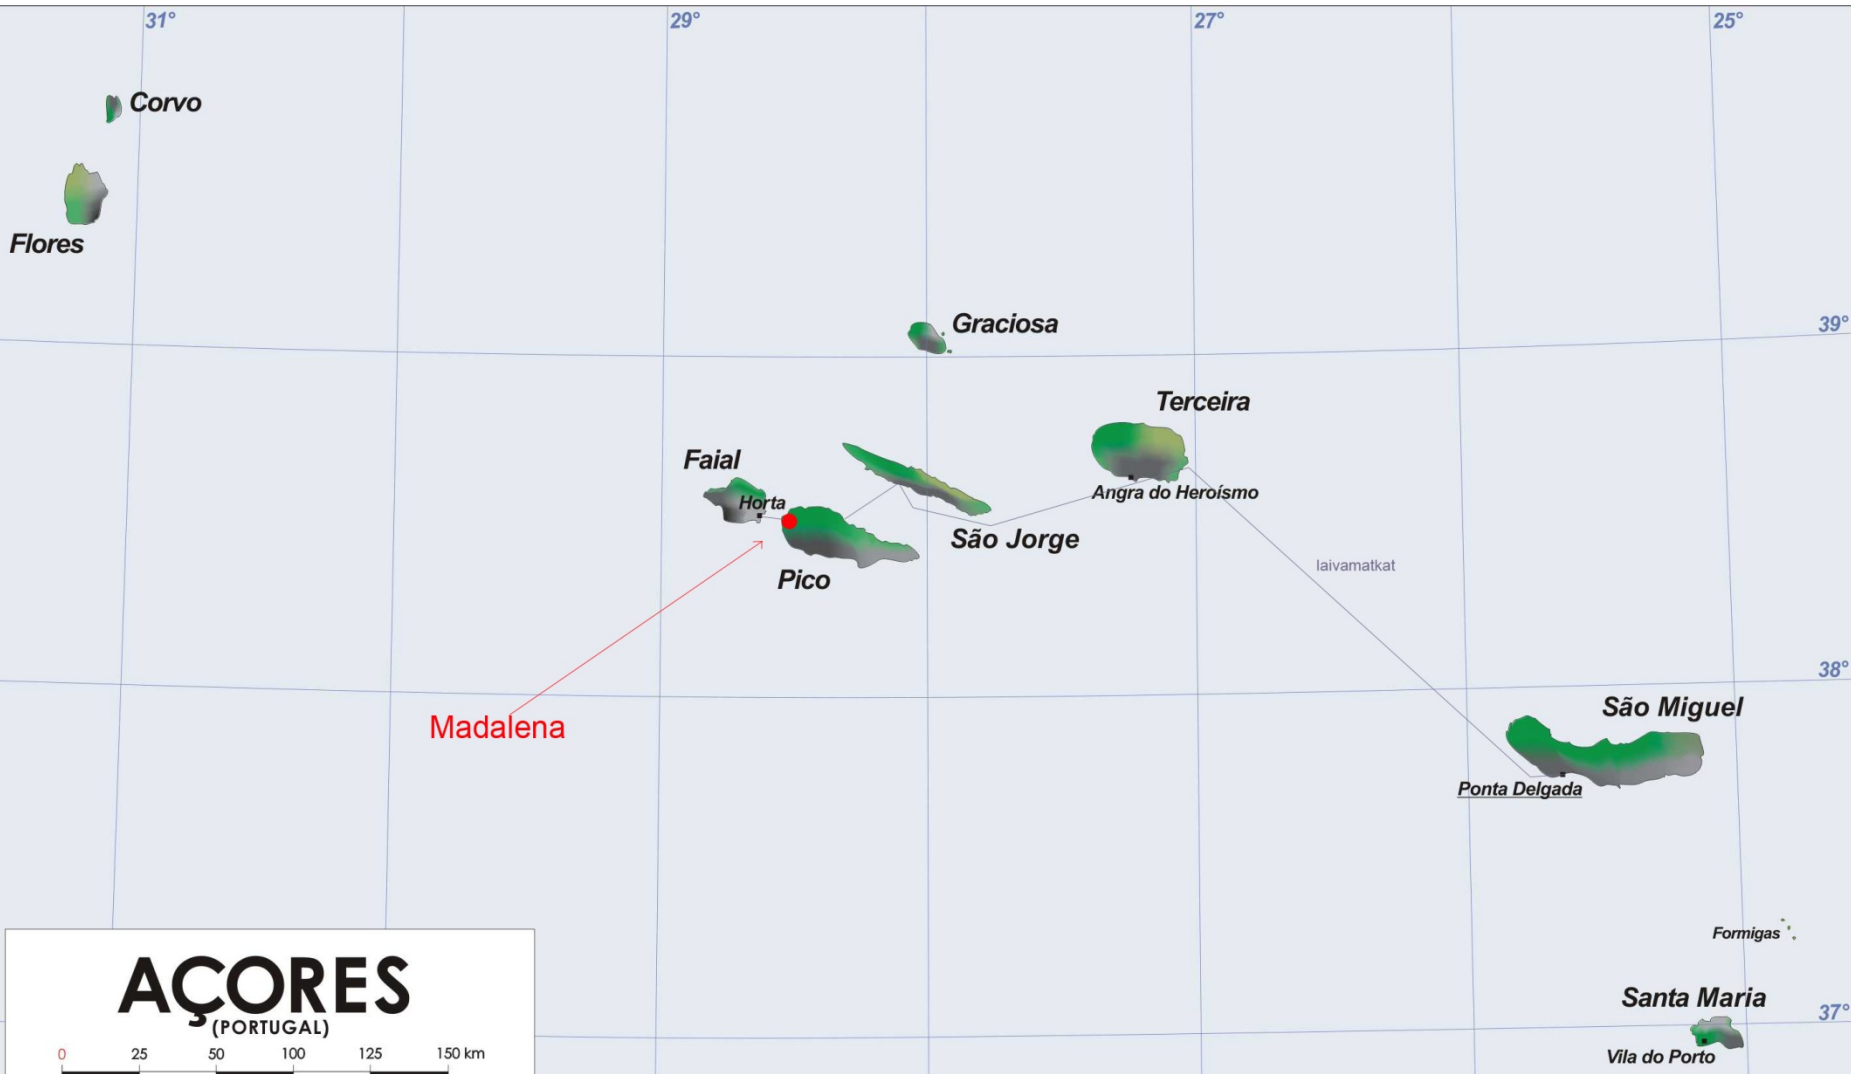 31°
29°
27°
25°
Corvo
Flores
Graciosa
39°
Terceira
Faial
Horta
Angra do Heroísmo
São Jorge
laivamatkat
Pico
38°
São Miguel
Madalena
Ponta Delgada
Formigas
Santa Maria
37°
Vila do Porto
AÇORES
(PORTUGAL)
0 25 50 100 125 150 km